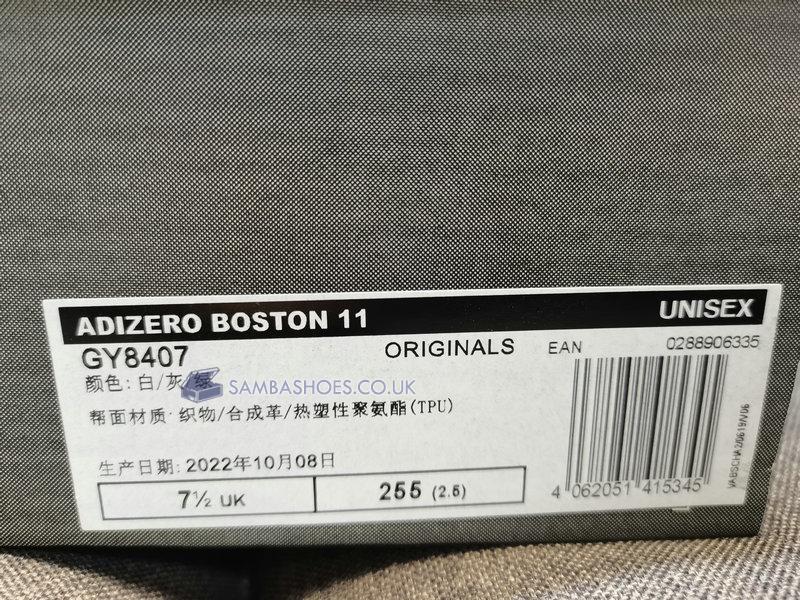 ADIZERO BOSTON 11 UNISEX
GY8407 ORIGINALS EAN 0288906335
颜色: 白/灰/绿
SAMBASHOES.CO.UK
帮面材质: 织物/合成革/热塑性聚氨酯(TPU)
生产日期: 2022年10月08日
7½ UK 255 (2.5)
4 062051 415345